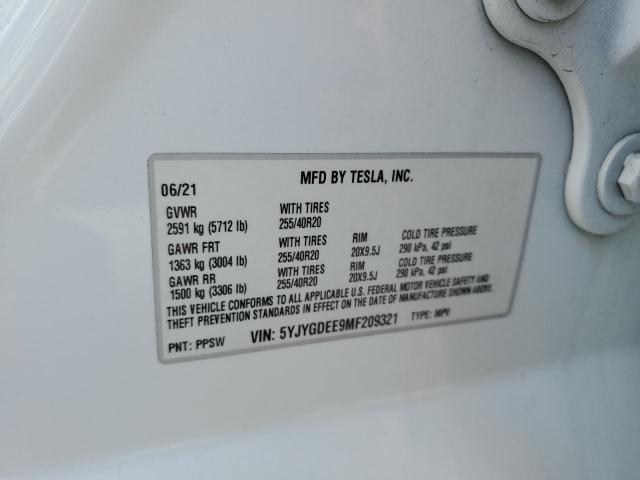 06/21 MFD BY TESLA, INC.
GVWR WITH TIRES
2591 kg (5712 lb) 255/40R20
GAWR FRT WITH TIRES RIM COLD TIRE PRESSURE
1363 kg (3004 lb) 255/40R20 20X9.5J 290 kPa, 42 psi
GAWR RR WITH TIRES RIM COLD TIRE PRESSURE
1500 kg (3306 lb) 255/40R20 20X9.5J 290 kPa, 42 psi
THIS VEHICLE CONFORMS TO ALL APPLICABLE U.S. FEDERAL MOTOR VEHICLE SAFETY AND
THEFT PREVENTION STANDARDS IN EFFECT ON THE DATE OF MANUFACTURE SHOWN ABOVE.
PNT: PPSW VIN: 5YJYGDEE9MF209321 TYPE: MPV